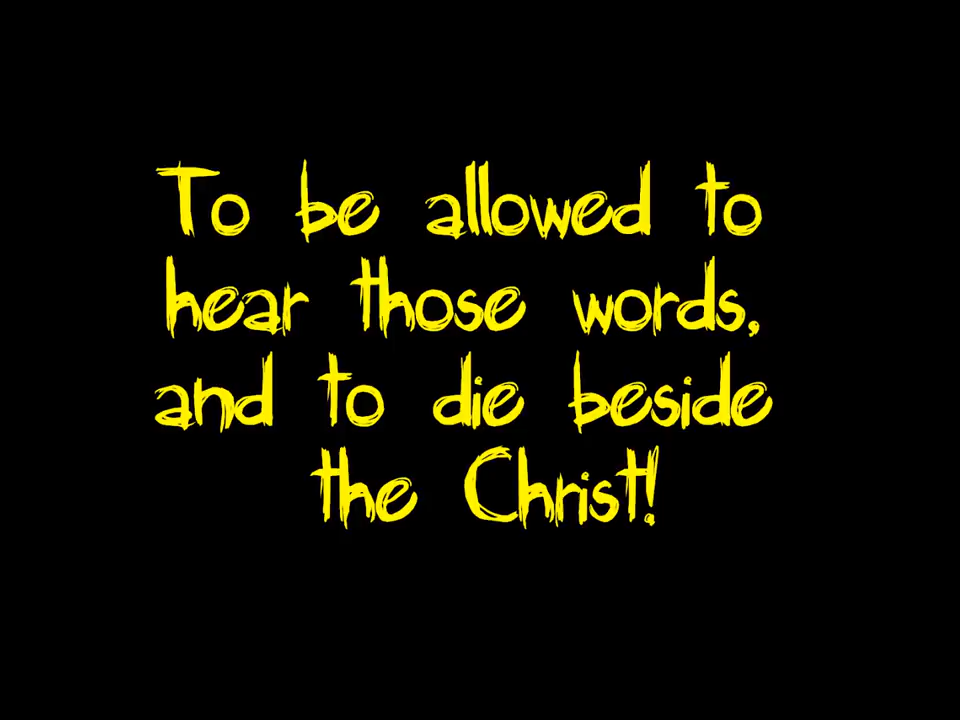 To be allowed to
hear those words,
and to die beside
the Christ!